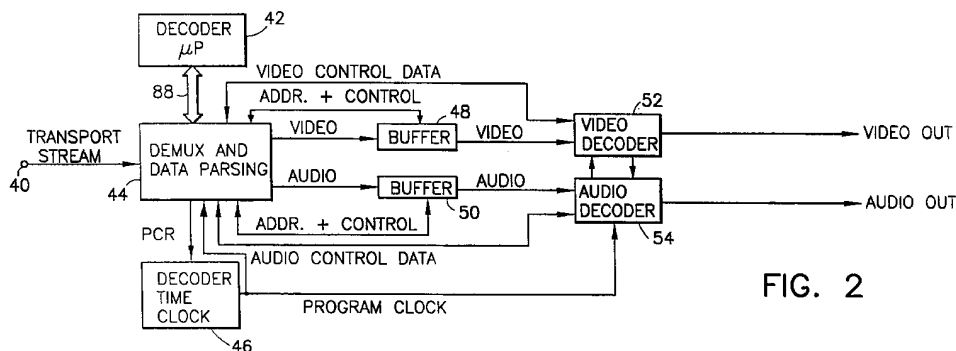 DECODER
µP
42
88
VIDEO CONTROL DATA
ADDR. + CONTROL
48
52
TRANSPORT
STREAM
40
44
DEMUX AND
DATA PARSING
VIDEO
BUFFER
VIDEO
VIDEO
DECODER
VIDEO OUT
AUDIO
BUFFER
AUDIO
50
AUDIO
DECODER
54
AUDIO OUT
ADDR. + CONTROL
PCR
AUDIO CONTROL DATA
DECODER
TIME
CLOCK
46
PROGRAM CLOCK
FIG. 2